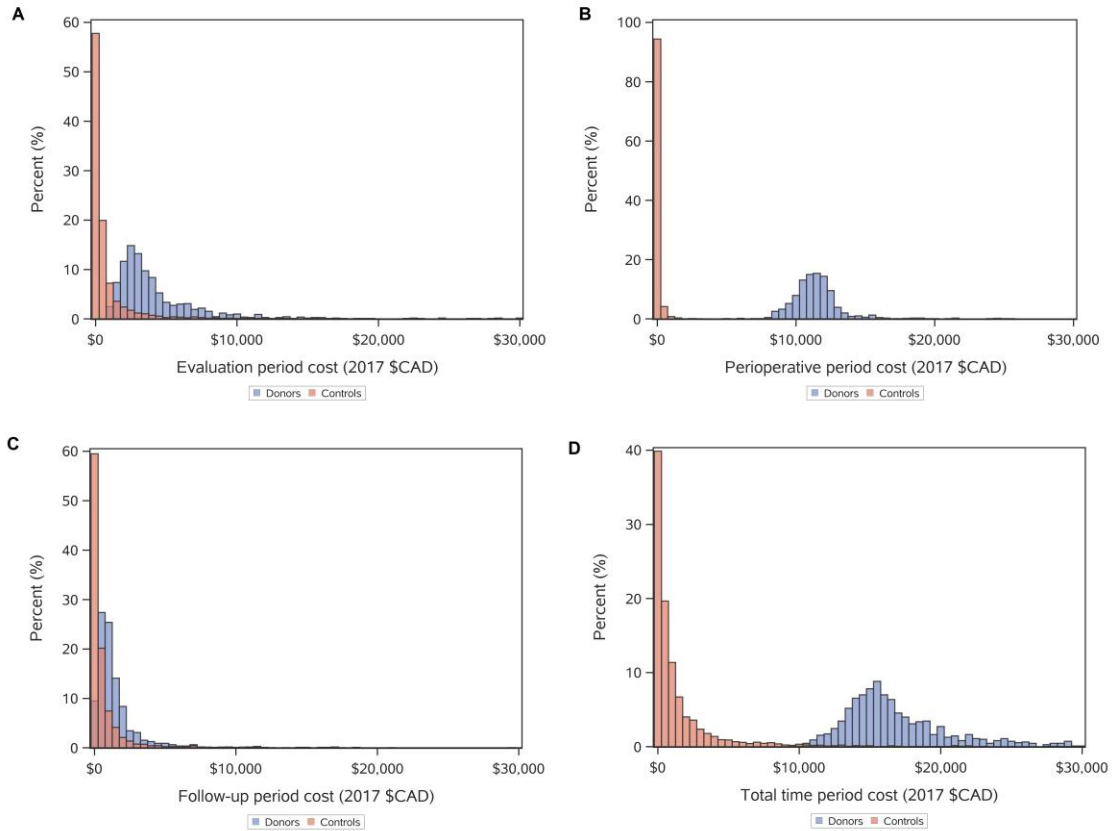 A
60
50
40
30
20
10
0
Percent (%)
$0 $10,000 $20,000 $30,000
Evaluation period cost (2017 $CAD)
Donors Controls
B
100
80
60
40
20
0
Percent (%)
$0 $10,000 $20,000 $30,000
Perioperative period cost (2017 $CAD)
Donors Controls
C
60
50
40
30
20
10
0
Percent (%)
$0 $10,000 $20,000 $30,000
Follow-up period cost (2017 $CAD)
Donors Controls
D
40
30
20
10
0
Percent (%)
$0 $10,000 $20,000 $30,000
Total time period cost (2017 $CAD)
Donors Controls